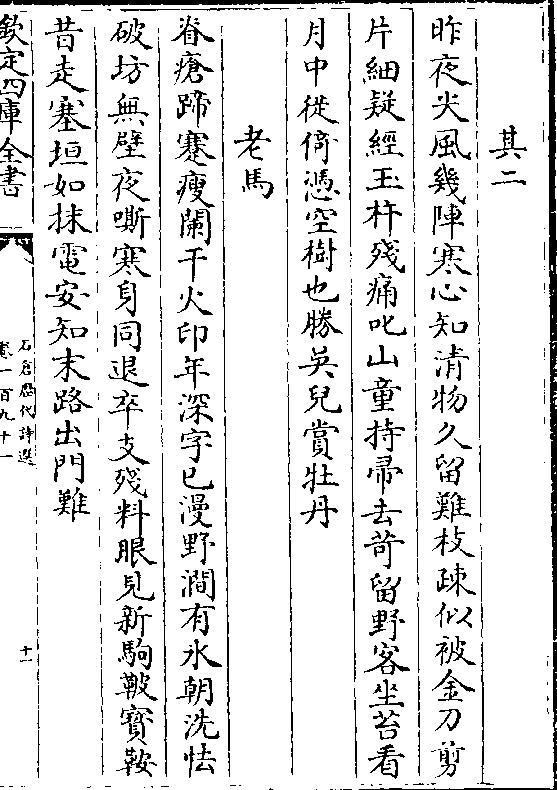 其二
昨夜尖風幾陣寒心知清物久留難枝疎似被金刀剪
片細疑經玉杵殘痛叱山童持帚去苛留野客坐苔看
月中徙倚憑空樹也勝英兒賞牡丹
老馬
脊瘡蹄蹇瘦闌干火印年深字已漫野澗有氷朝洗怯
破坊無壁夜嘶寒身同退卒支殘料眼見新駒鞁寳鞍
昔走塞垣如抹電安知末路出門難
欽定四庫全書
石倉歷代詩選
卷一百九十一
十一